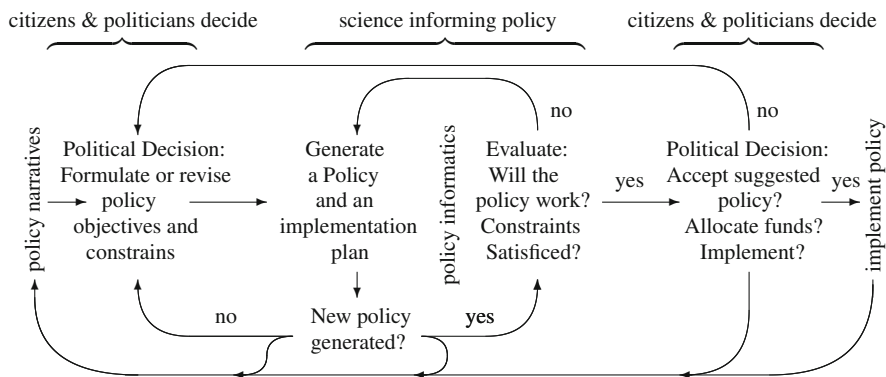 citizens & politicians decide
science informing policy
citizens & politicians decide
policy narratives
Political Decision:
Formulate or revise
policy
objectives and
constrains
Generate
a Policy
and an
implementation
plan
New policy
generated?
no
yes
policy informatics
no
Evaluate:
Will the
policy work?
Constraints
Satisficed?
yes
no
Political Decision:
Accept suggested
policy?
Allocate funds?
Implement?
yes
implement policy